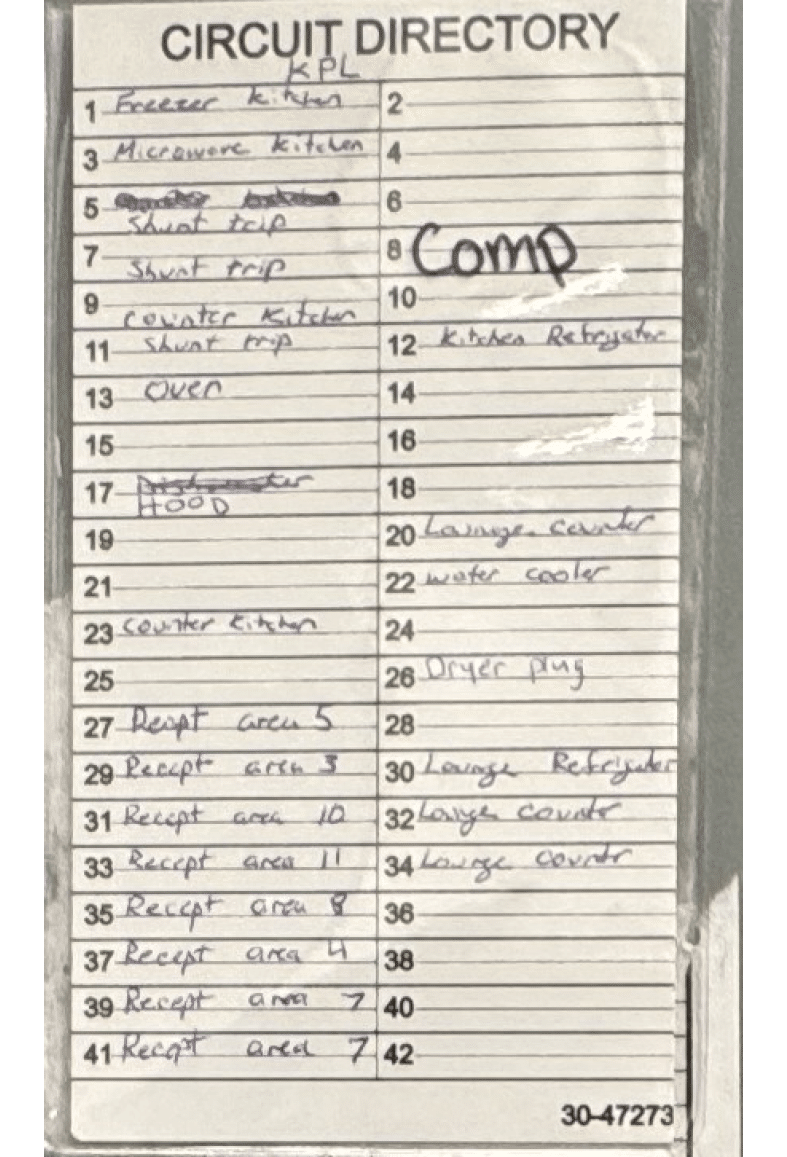 CIRCUIT DIRECTORY
KPL
1 Freezer kitchen 2
3 Microwave kitchen 4
5 6
Shunt trip
7 Shunt trip 8 Comp
9 counter kitchen 10
11 Shunt trip 12 kitchen Refrigator
13 Oven 14
15 16
17 18
HOOD
19 20 Lounge counter
21 22 water cooler
23 counter kitchen 24
25 26 Dryer plug
27 Recept area 5 28
29 Recept area 3 30 Lounge Refrigator
31 Recept area 10 32 Lounge counter
33 Recept area 11 34 Lounge counter
35 Recept area 8 36
37 Recept area 4 38
39 Recept area 7 40
41 Recept area 7 42
30-47273